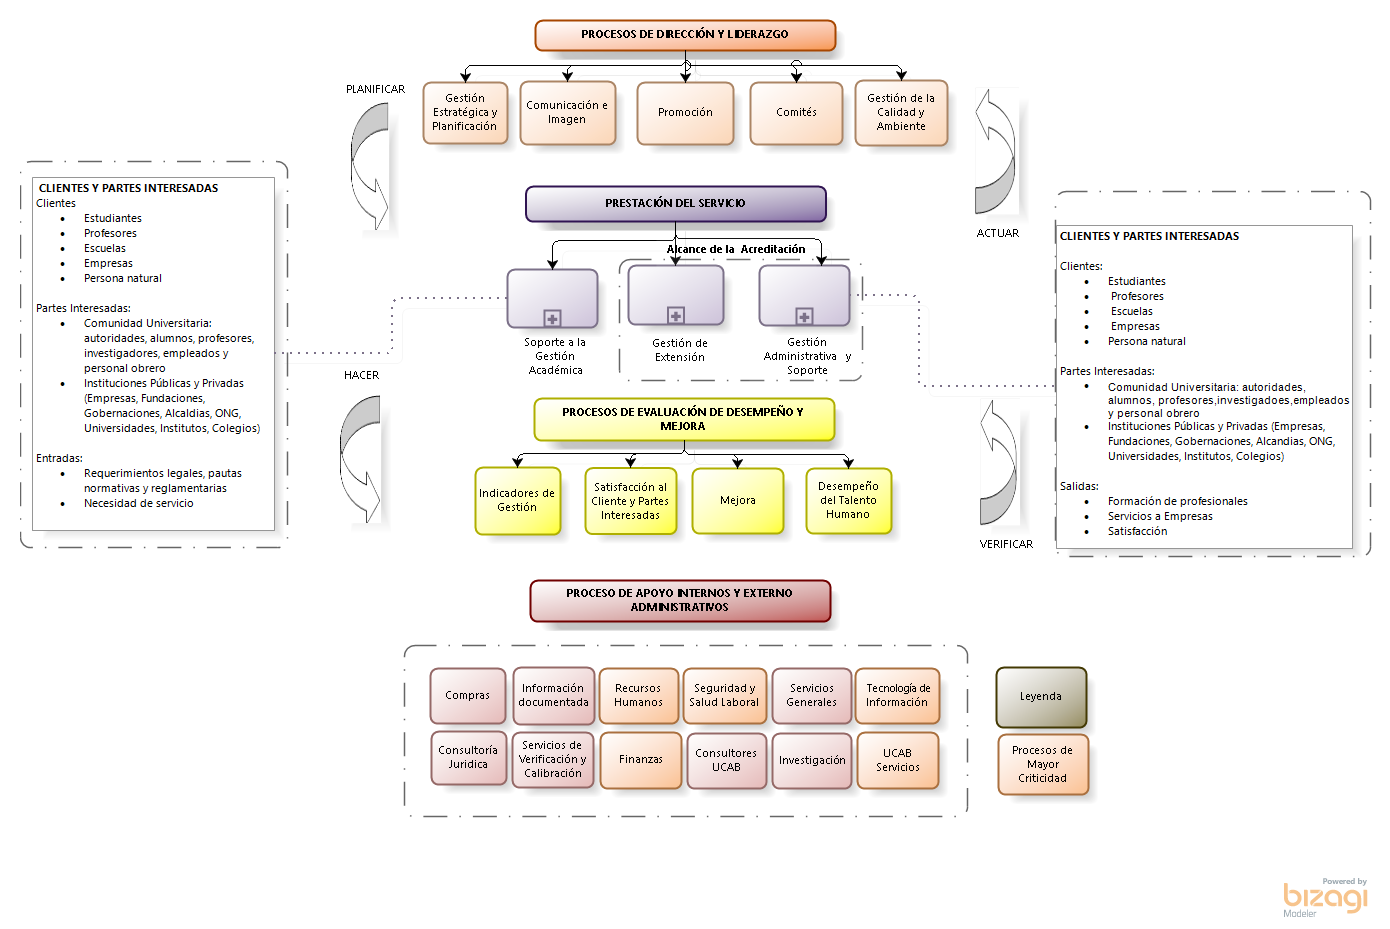 PROCESOS DE DIRECCIÓN Y LIDERAZGO
PLANIFICAR
Gestión
Estratégica y
Planificación
Comunicación e
Imagen
Promoción
Comités
Gestión de la
Calidad y
Ambiente
CLIENTES Y PARTES INTERESADAS
Clientes
• Estudiantes
• Profesores
• Escuelas
• Empresas
• Persona natural
Partes Interesadas:
• Comunidad Universitaria:
autoridades, alumnos, profesores,
investigadores, empleados y
personal obrero
• Instituciones Públicas y Privadas
(Empresas, Fundaciones,
Gobernaciones, Alcaldias, ONG,
Universidades, Institutos, Colegios)
Entradas:
• Requerimientos legales, pautas
normativas y reglamentarias
• Necesidad de servicio
PRESTACIÓN DEL SERVICIO
Alcance de la Acreditación
Soporte a la
Gestión
Académica
Gestión de
Extensión
Gestión
Administrativa y
Soporte
ACTUAR
CLIENTES Y PARTES INTERESADAS
Clientes:
• Estudiantes
• Profesores
• Escuelas
• Empresas
• Persona natural
Partes Interesadas:
• Comunidad Universitaria: autoridades,
alumnos, profesores,investigadoes,empleados
y personal obrero
• Instituciones Públicas y Privadas (Empresas,
Fundaciones, Gobernaciones, Alcandias, ONG,
Universidades, Institutos, Colegios)
Salidas:
• Formación de profesionales
• Servicios a Empresas
• Satisfacción
HACER
PROCESOS DE EVALUACIÓN DE DESEMPEÑO Y
MEJORA
Indicadores de
Gestión
Satisfacción al
Cliente y Partes
Interesadas
Mejora
Desempeño
del Talento
Humano
VERIFICAR
PROCESO DE APOYO INTERNOS Y EXTERNO
ADMINISTRATIVOS
Compras
Información
documentada
Recursos
Humanos
Seguridad y
Salud Laboral
Servicios
Generales
Tecnología de
Información
Leyenda
Consultoría
Juridica
Servicios de
Verificación y
Calibración
Finanzas
Consultores
UCAB
Investigación
UCAB
Servicios
Procesos de
Mayor
Criticidad
Powered by
bizagi
Modeler